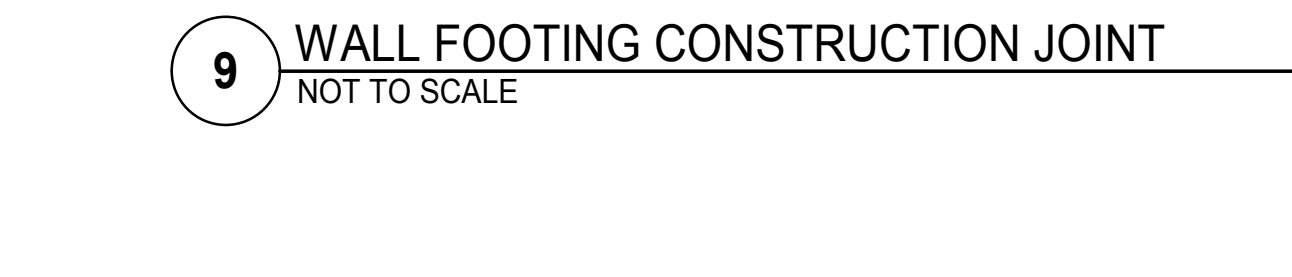 9
WALL FOOTING CONSTRUCTION JOINT
NOT TO SCALE